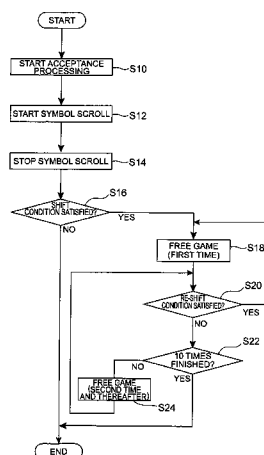 START
START ACCEPTANCE
PROCESSING
S10
START SYMBOL SCROLL
S12
STOP SYMBOL SCROLL
S14
S16
SHIFT
CONDITION SATISFIED?
YES
NO
FREE GAME
(FIRST TIME)
S18
S20
RE-SHIFT
CONDITION SATISFIED?
YES
NO
S22
10 TIMES
FINISHED?
NO
YES
FREE GAME
(SECOND TIME
AND THEREAFTER)
S24
END